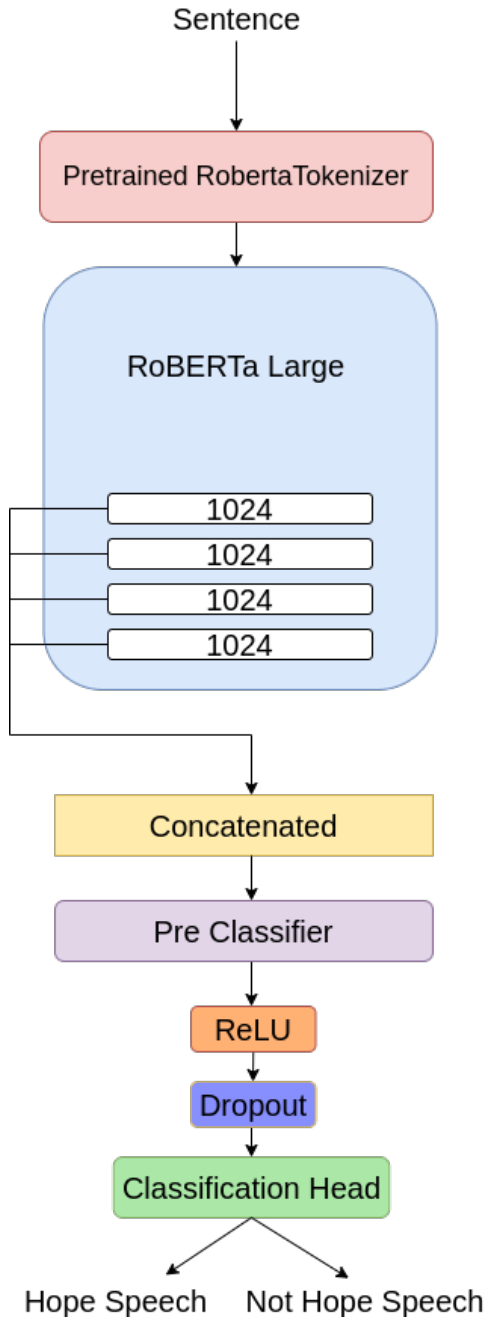 Sentence
Pretrained RobertaTokenizer
RoBERTa Large
1024
1024
1024
1024
Concatenated
Pre Classifier
ReLU
Dropout
Classification Head
Hope Speech Not Hope Speech